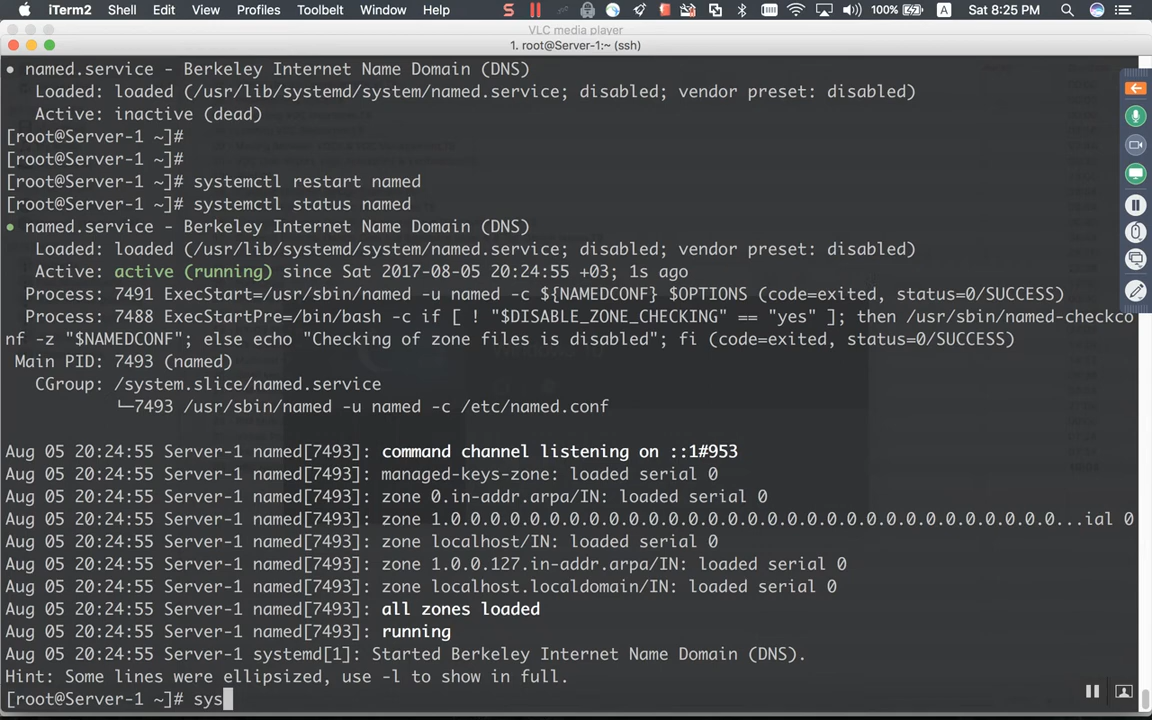 iTerm2 Shell Edit View Profiles Toolbelt Window Help 100% A Sat 8:25 PM
VLC media player
1. root@Server-1:~ (ssh)
● named.service - Berkeley Internet Name Domain (DNS)
Loaded: loaded (/usr/lib/systemd/system/named.service; disabled; vendor preset: disabled)
Active: inactive (dead)
[root@Server-1 ~]#
[root@Server-1 ~]#
[root@Server-1 ~]# systemctl restart named
[root@Server-1 ~]# systemctl status named
● named.service - Berkeley Internet Name Domain (DNS)
Loaded: loaded (/usr/lib/systemd/system/named.service; disabled; vendor preset: disabled)
Active: active (running) since Sat 2017-08-05 20:24:55 +03; 1s ago
Process: 7491 ExecStart=/usr/sbin/named -u named -c ${NAMEDCONF} $OPTIONS (code=exited, status=0/SUCCESS)
Process: 7488 ExecStartPre=/bin/bash -c if [ ! "$DISABLE_ZONE_CHECKING" == "yes" ]; then /usr/sbin/named-checkco
nf -z "$NAMEDCONF"; else echo "Checking of zone files is disabled"; fi (code=exited, status=0/SUCCESS)
Main PID: 7493 (named)
CGroup: /system.slice/named.service
└─7493 /usr/sbin/named -u named -c /etc/named.conf
Aug 05 20:24:55 Server-1 named[7493]: command channel listening on ::1#953
Aug 05 20:24:55 Server-1 named[7493]: managed-keys-zone: loaded serial 0
Aug 05 20:24:55 Server-1 named[7493]: zone 0.in-addr.arpa/IN: loaded serial 0
Aug 05 20:24:55 Server-1 named[7493]: zone 1.0.0.0.0.0.0.0.0.0.0.0.0.0.0.0.0.0.0.0.0.0.0.0.0.0.0.0.0.0.0.0...ial 0
Aug 05 20:24:55 Server-1 named[7493]: zone localhost/IN: loaded serial 0
Aug 05 20:24:55 Server-1 named[7493]: zone 1.0.0.127.in-addr.arpa/IN: loaded serial 0
Aug 05 20:24:55 Server-1 named[7493]: zone localhost.localdomain/IN: loaded serial 0
Aug 05 20:24:55 Server-1 named[7493]: all zones loaded
Aug 05 20:24:55 Server-1 named[7493]: running
Aug 05 20:24:55 Server-1 systemd[1]: Started Berkeley Internet Name Domain (DNS).
Hint: Some lines were ellipsized, use -l to show in full.
[root@Server-1 ~]# sys